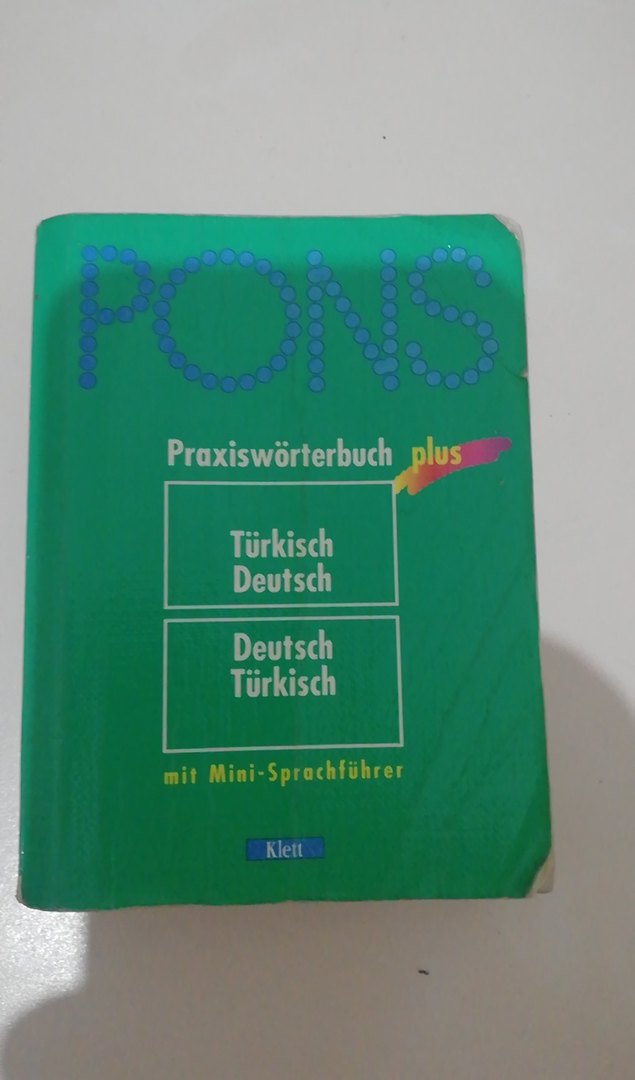 PONS
Praxiswörterbuch plus
Türkisch
Deutsch
Deutsch
Türkisch
mit Mini-Sprachführer
Klett